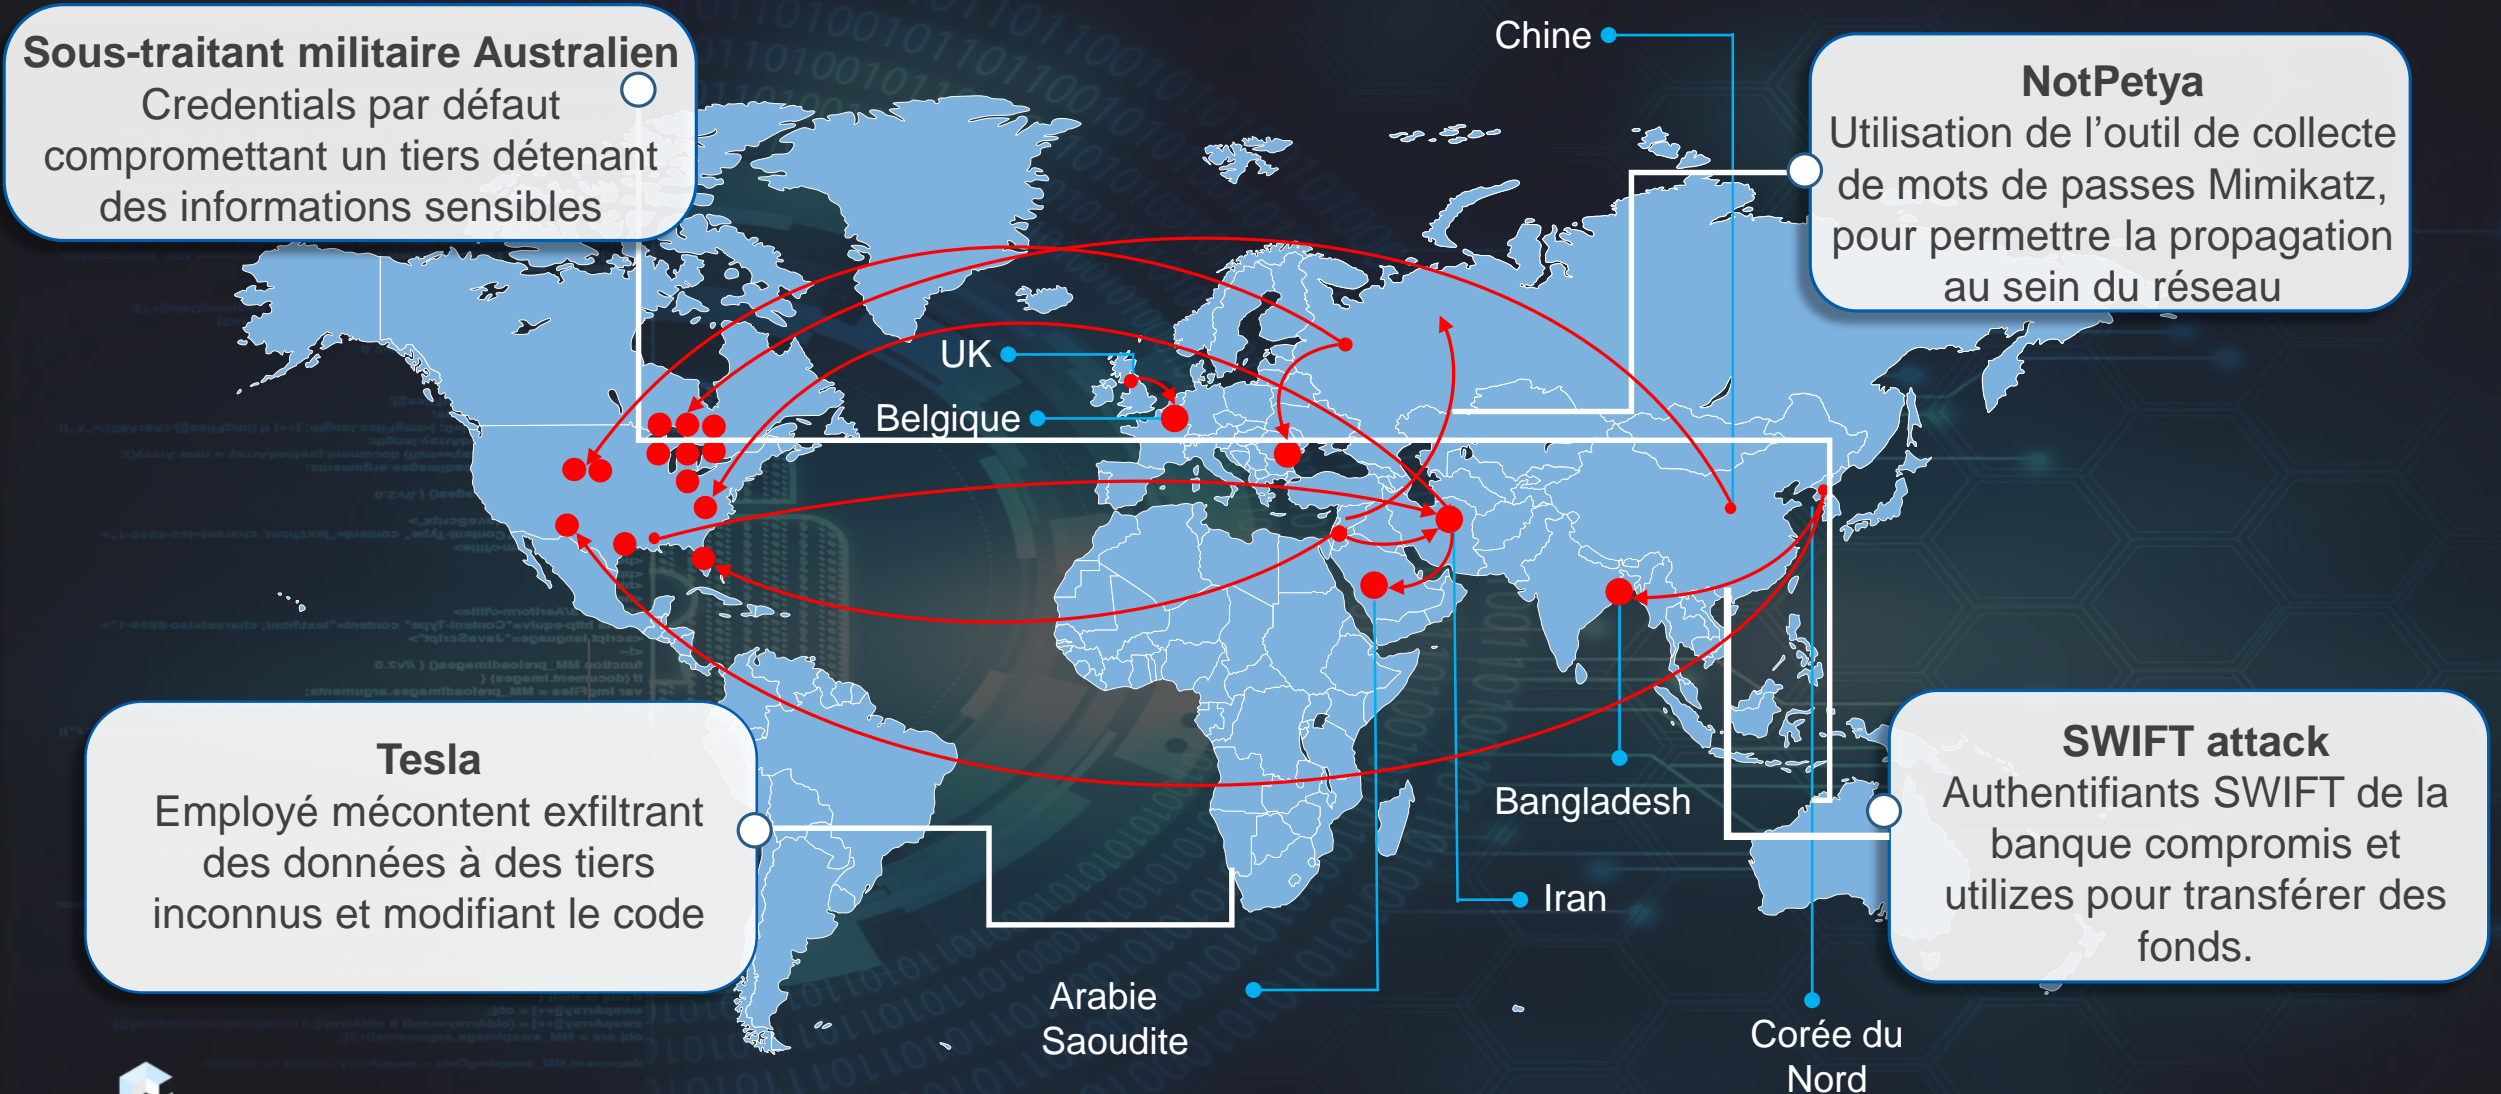 Sous-traitant militaire Australien
Credentials par défaut
compromettant un tiers détenant
des informations sensibles
Chine
NotPetya
Utilisation de l’outil de collecte
de mots de passes Mimikatz,
pour permettre la propagation
au sein du réseau
UK
Belgique
Tesla
Employé mécontent exfiltrant
des données à des tiers
inconnus et modifiant le code
SWIFT attack
Authentifiants SWIFT de la
banque compromis et
utilizes pour transférer des
fonds.
Bangladesh
Iran
Arabie
Saoudite
Corée du
Nord